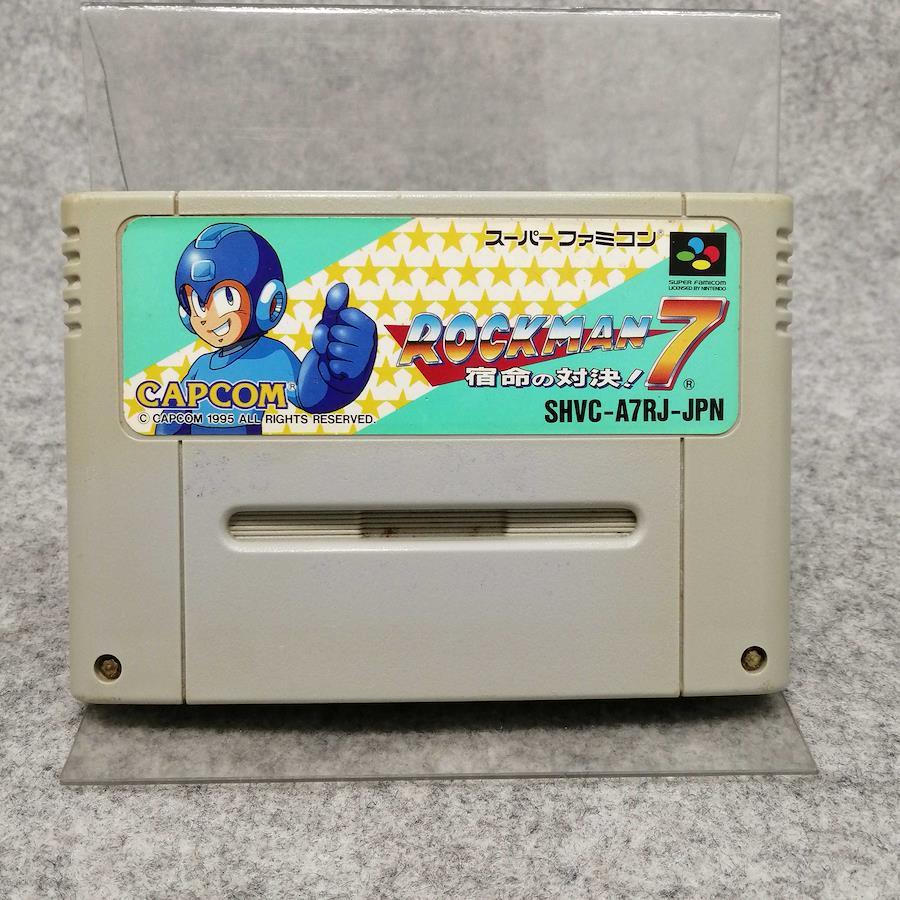 スーパーファミコン®
SUPER FAMICOM
LICENSED BY NINTENDO
ROCKMAN 7®
宿命の対決!
CAPCOM®
© CAPCOM 1995 ALL RIGHTS RESERVED.
SHVC-A7RJ-JPN